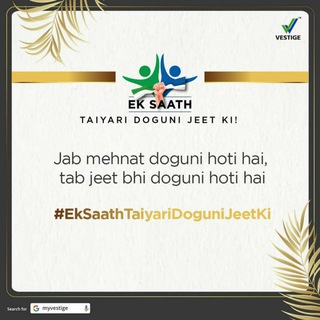 VESTIGE
EK SAATH
TAIYARI DOGUNI JEET KI!
Jab mehnat doguni hoti hai,
tab jeet bhi doguni hoti hai
#EkSaathTaiyariDoguniJeetKi
Search for G myvestige